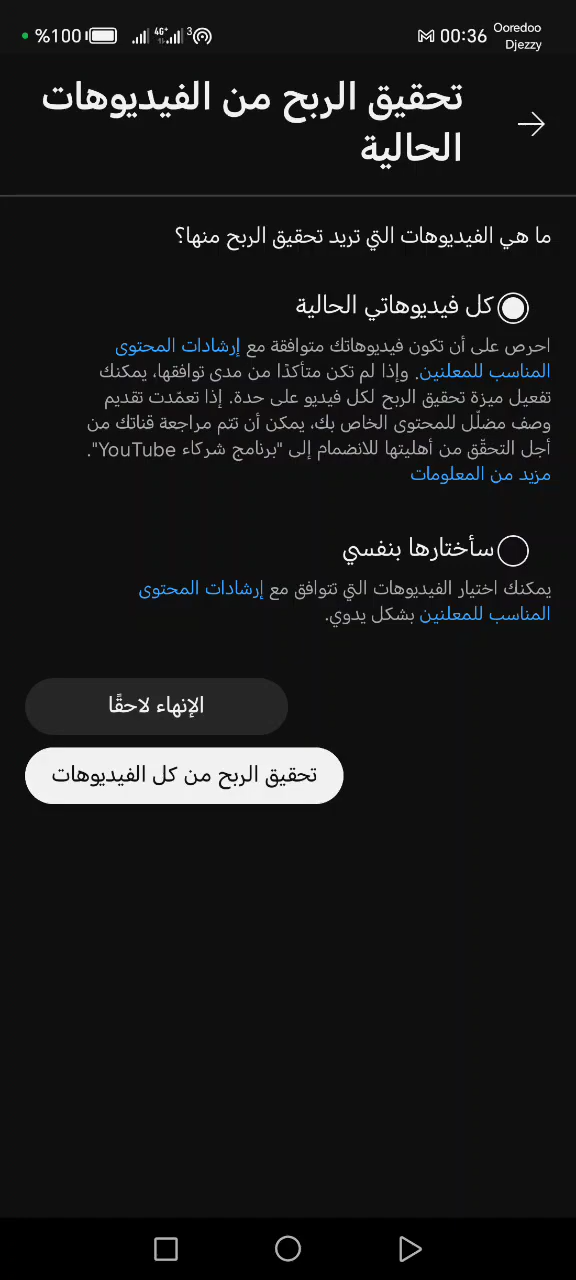 %100 4G+ 3 00:36 Ooredoo
Djezzy
تحقيق الربح من الفيديوهات
الحالية
ما هي الفيديوهات التي تريد تحقيق الربح منها؟
كل فيديوهاتي الحالية
احرص على أن تكون فيديوهاتك متوافقة مع إرشادات المحتوى
المناسب للمعلنين. وإذا لم تكن متأكدًا من مدى توافقها، يمكنك
تفعيل ميزة تحقيق الربح لكل فيديو على حدة. إذا تعمّدت تقديم
وصف مضلّل للمحتوى الخاص بك، يمكن أن تتم مراجعة قناتك من
أجل التحقّق من أهليتها للانضمام إلى "برنامج شركاء YouTube".
مزيد من المعلومات
سأختارها بنفسي
يمكنك اختيار الفيديوهات التي تتوافق مع إرشادات المحتوى
المناسب للمعلنين بشكل يدوي.
الإنهاء لاحقًا
تحقيق الربح من كل الفيديوهات